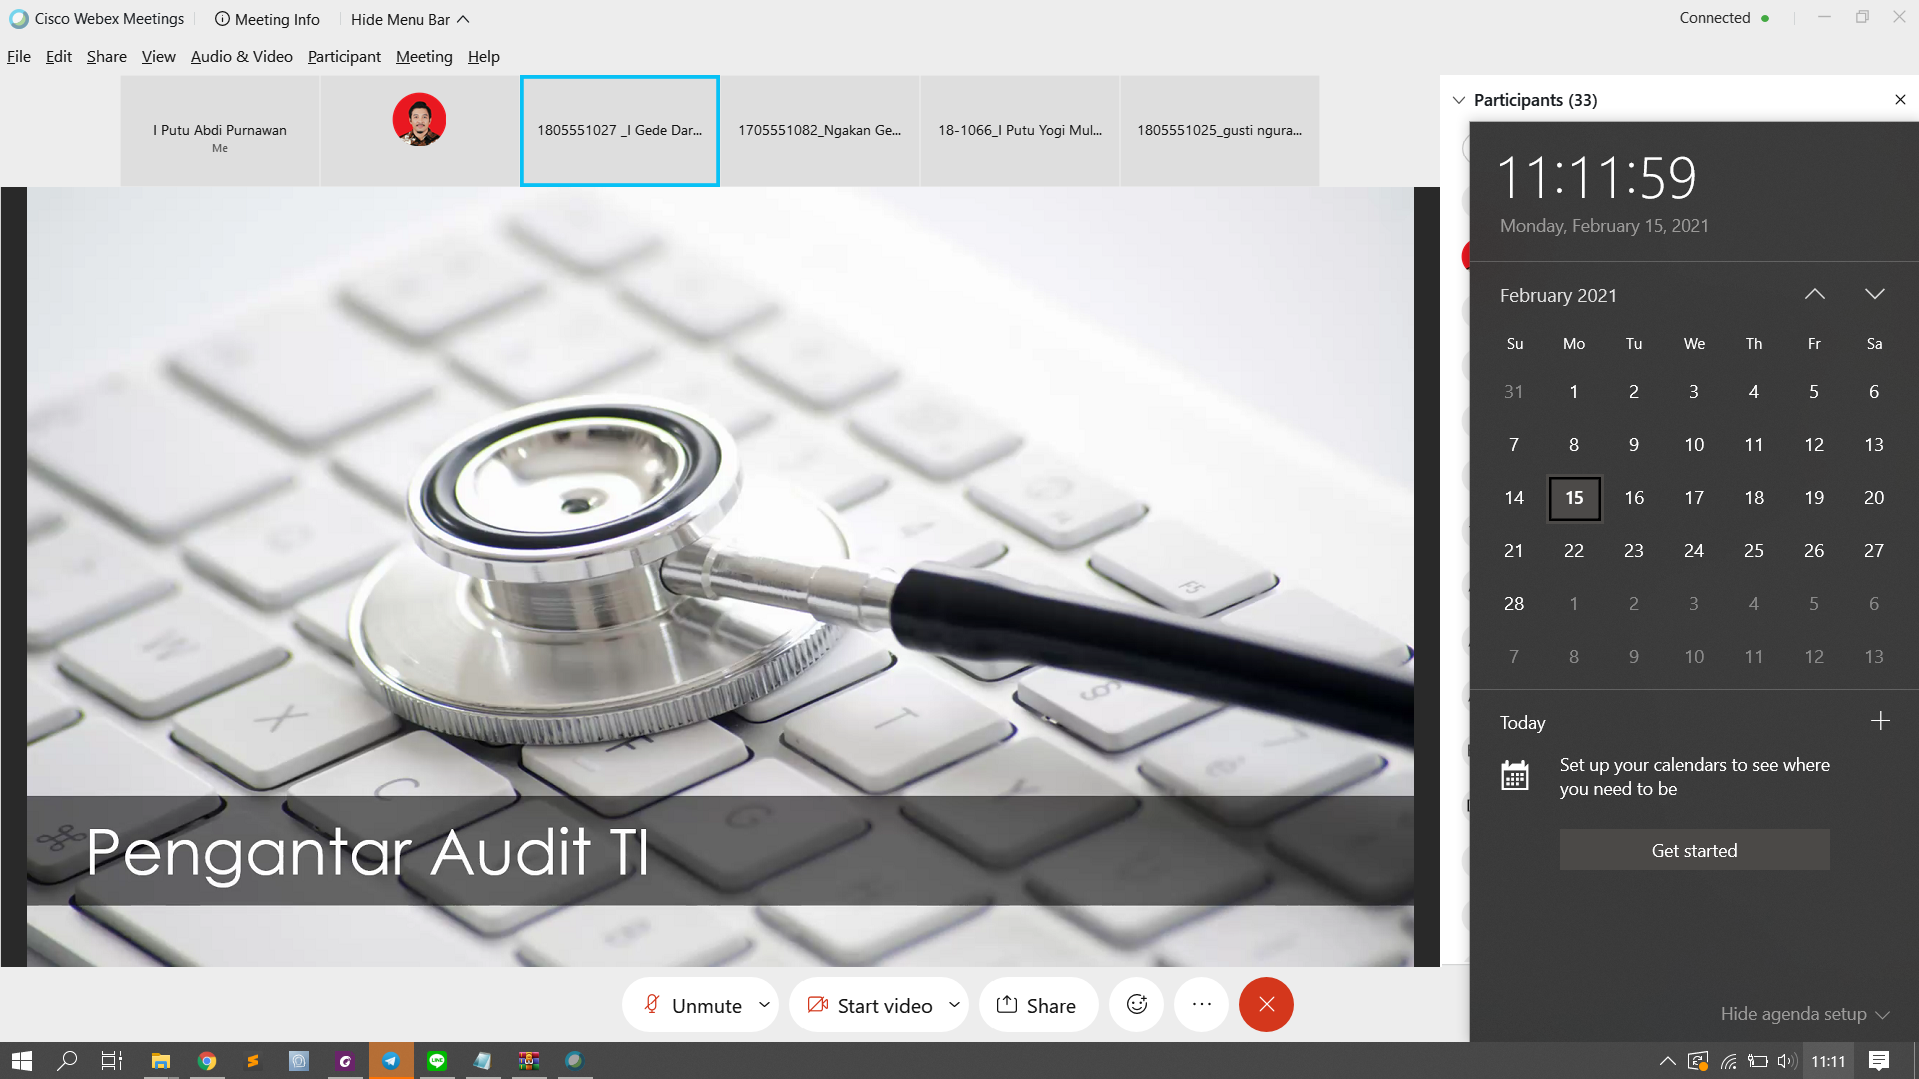 Cisco Webex Meetings
Meeting Info
Hide Menu Bar
Connected
File Edit Share View Audio & Video Participant Meeting Help
I Putu Abdi Purnawan
Me
1805551027 _I Gede Dar...
1705551082_Ngakan Ge...
18-1066_I Putu Yogi Mul...
1805551025_gusti ngura...
Participants (33)
Pengantar Audit TI
X
C
T
G
Y
F5
Unmute
Start video
Share
11:11:59
Monday, February 15, 2021
February 2021
Su Mo Tu We Th Fr Sa
31 1 2 3 4 5 6
7 8 9 10 11 12 13
14 15 16 17 18 19 20
21 22 23 24 25 26 27
28 1 2 3 4 5 6
7 8 9 10 11 12 13
Today
Set up your calendars to see where
you need to be
Get started
Hide agenda setup
11:11